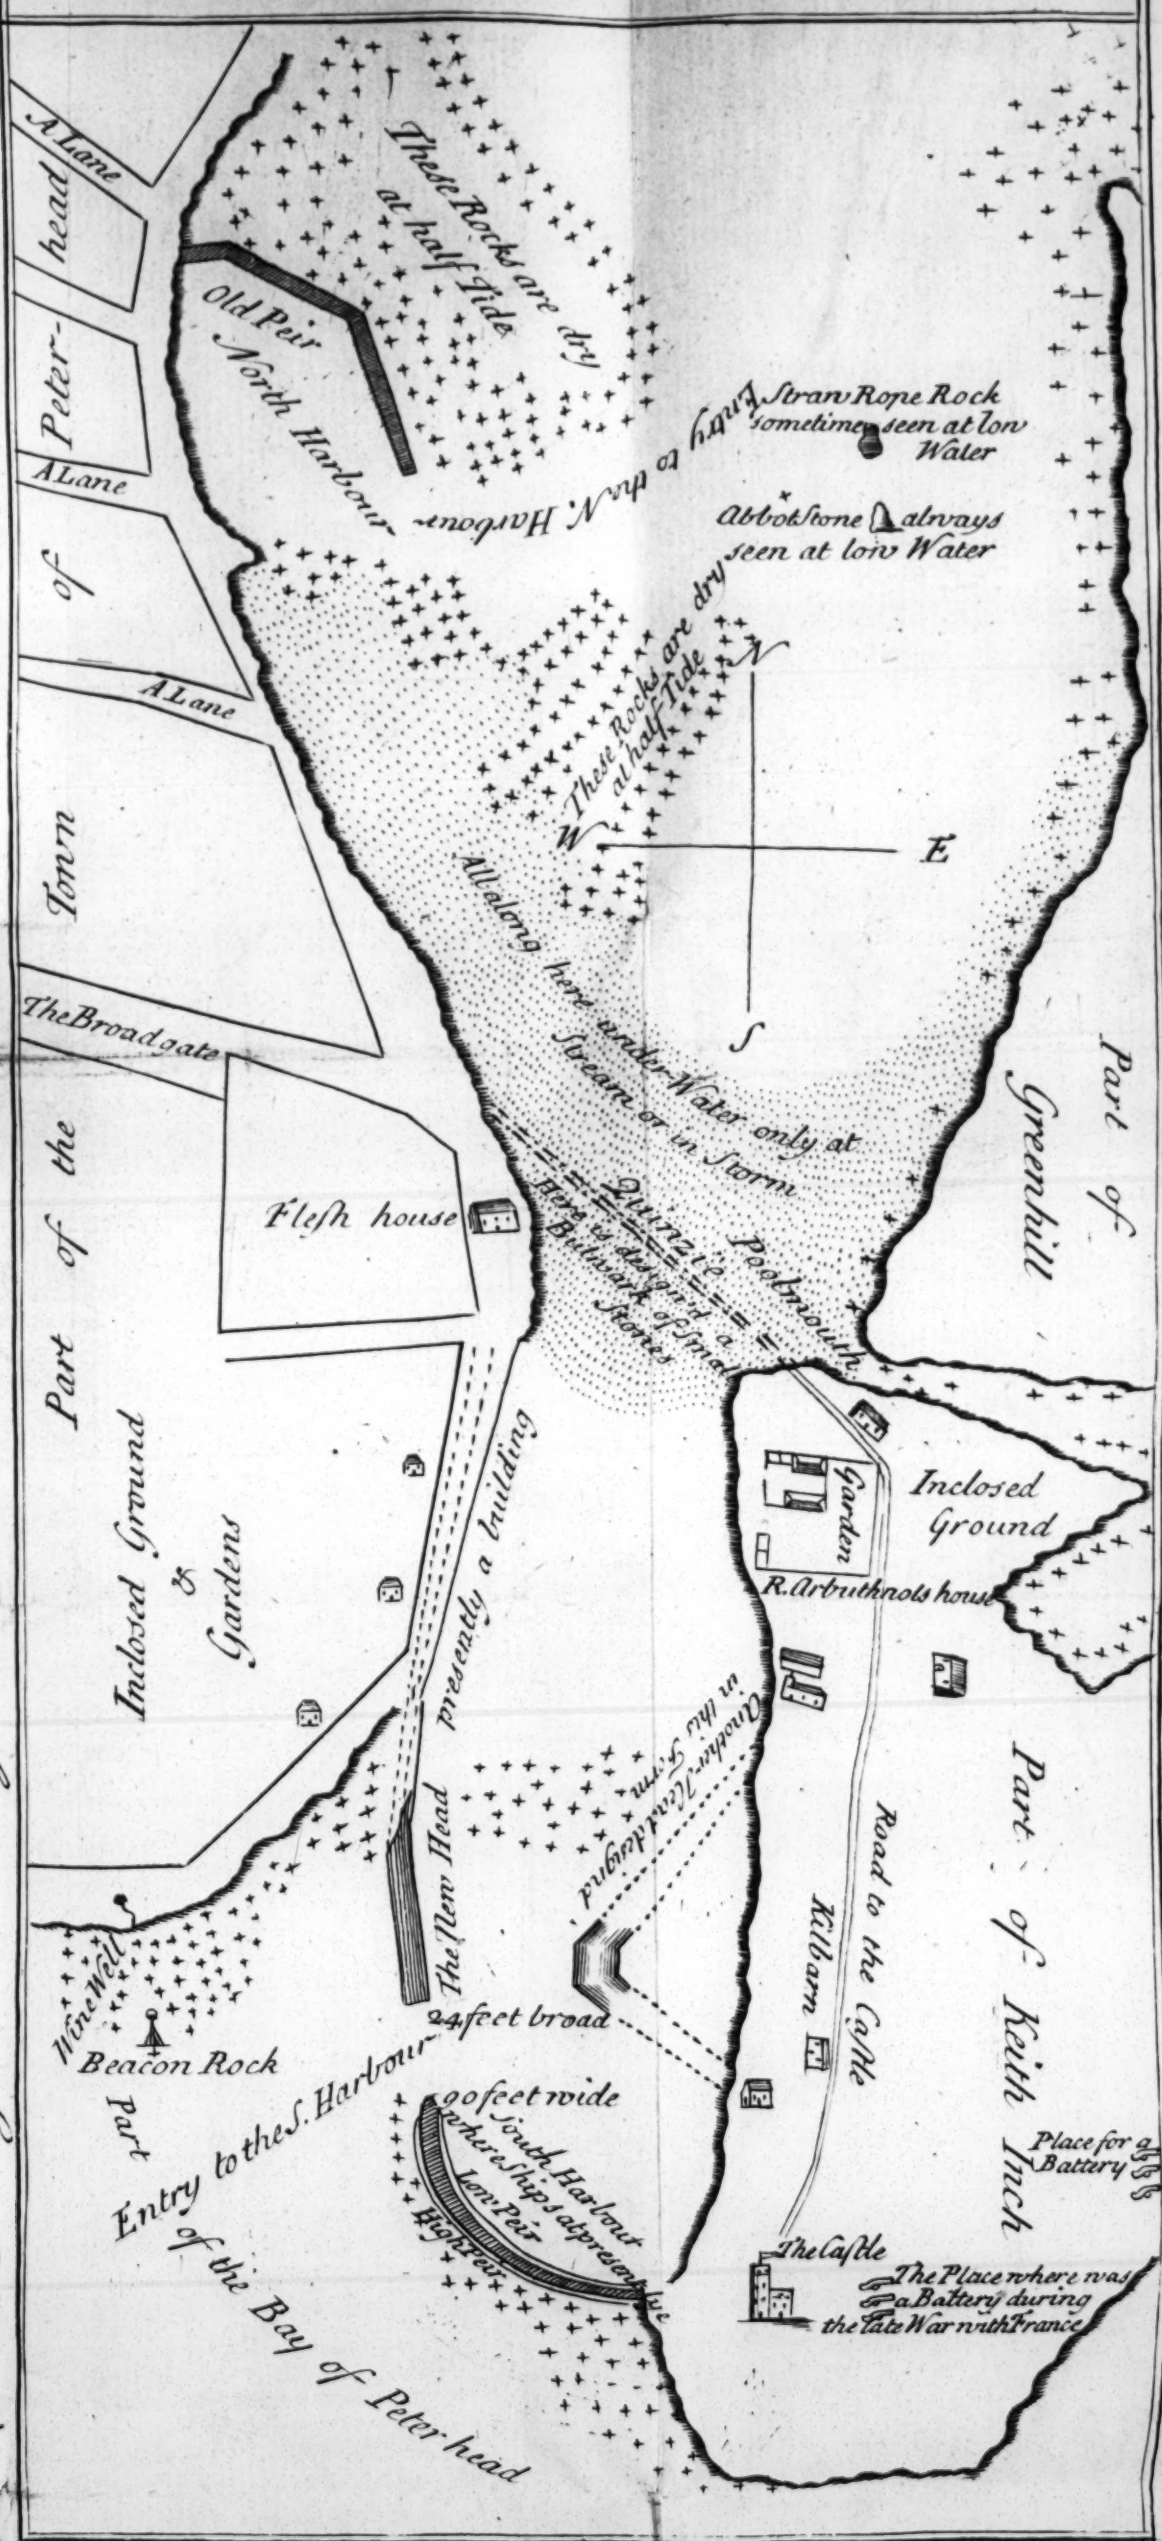 A Lane
head
Peter-
A Lane
of
A Lane
Town
The Broadgate
Part of the
These Rocks are dry
at half Tide
Old Peir
North Harbour
Entry to the N. Harbour
Straw Rope Rock
sometimes seen at low
Water
Abbot Stone always
seen at low Water
These Rocks are dry
at half Tide
N
W
E
S
All along here under Water only at
Stream or in Storm
Quinzie Poolmouth
Here is design'd a
Bulwark of Smal
Stones
Part of
Greenhill
Flesh house
Inclosed Ground
&
Gardens
presently a building
Garden
Inclosed
Ground
R. Arbuthnots house
Another Head designd
in this Form
The New Head
24 feet broad
Road to the Castle
Kilbarn
Part of Keith Inch
Wine Well
Beacon Rock
Entry to the S. Harbour
90 feet wide
South Harbour
where Ships at present lye
Low Peir
High Peir
Place for a
Battery
The Castle
The Place where was
a Battery during
the late War with France
Part
of the Bay of Peterhead